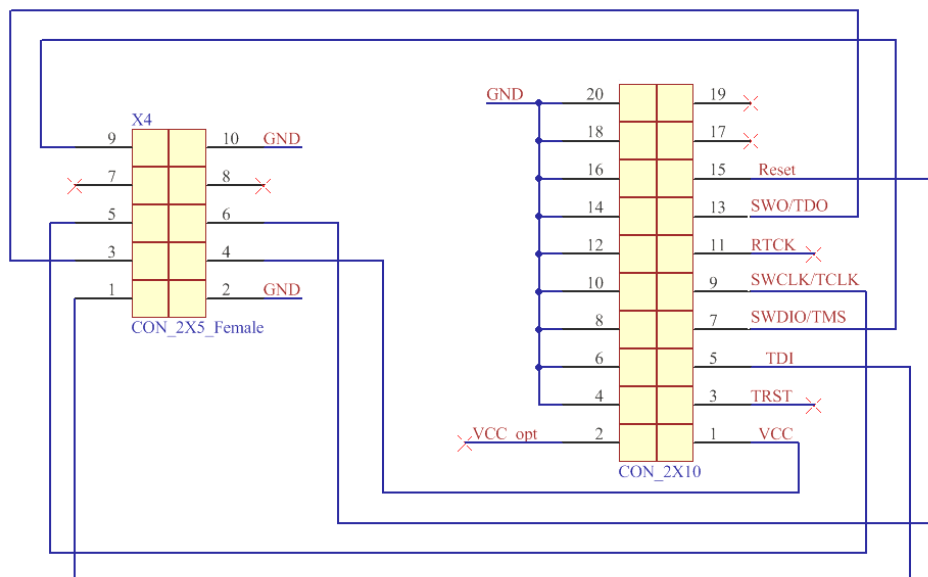 X4
9 10 GND
7 8
5 6
3 4
1 2 GND
CON_2X5_Female
GND 20 19
18 17
16 15 Reset
14 13 SWO/TDO
12 11 RTCK
10 9 SWCLK/TCLK
8 7 SWDIO/TMS
6 5 TDI
4 3 TRST
VCC_opt 2 1 VCC
CON_2X10